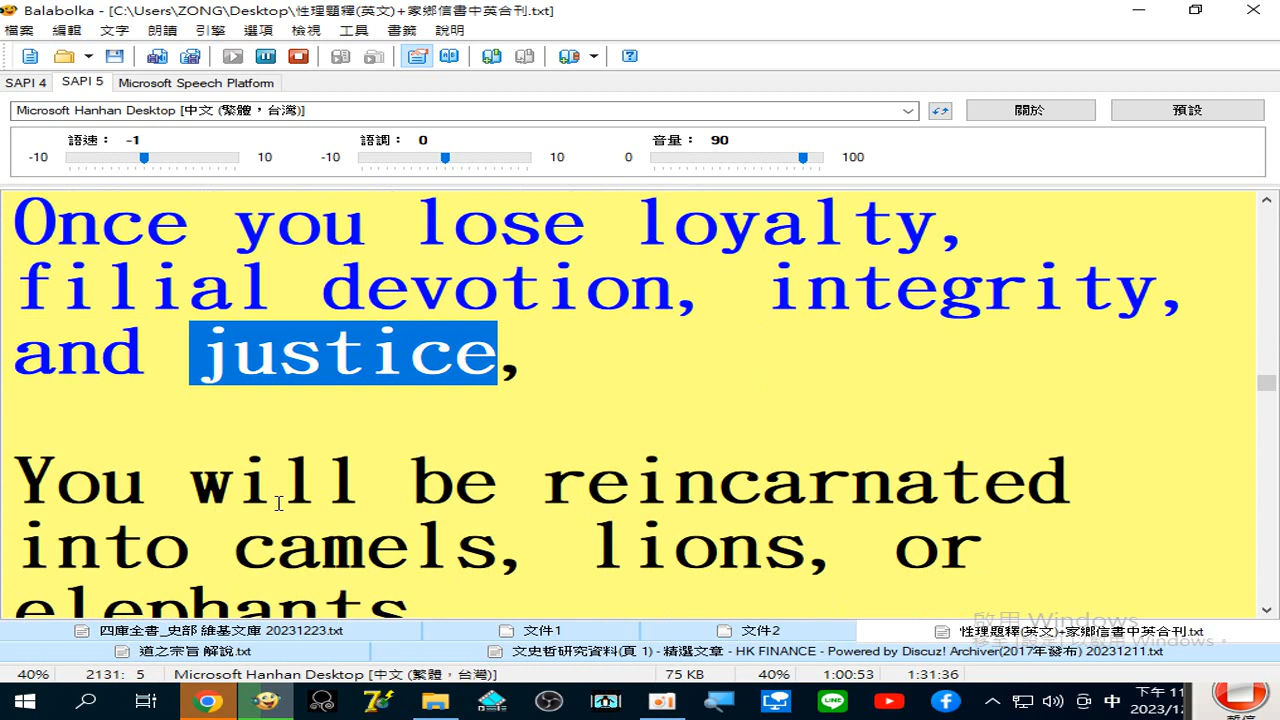 Balabolka - [C:\Users\ZONG\Desktop\性理題釋(英文)+家鄉信書中英合刊.txt]
檔案 編輯 文字 朗讀 引擎 選項 檢視 工具 書籤 說明
SAPI 4 SAPI 5 Microsoft Speech Platform
Microsoft Hanhan Desktop [中文 (繁體，台灣)] 關於 預設
語速： -1 語調： 0 音量： 90
-10 10 -10 10 0 100
Once you lose loyalty,
filial devotion, integrity,
and justice,
You will be reincarnated
into camels, lions, or
elephants
啟用 Windows
四庫全書_史部 維基文庫 20231223.txt 文件1 文件2 性理題釋(英文)+家鄉信書中英合刊.txt
道之宗旨 解說.txt 文史哲研究資料(頁 1) - 精選文章 - HK FINANCE - Powered by Discuz! Archiver(2017年發布) 20231211.txt
40% 2131: 5 Microsoft Hanhan Desktop [中文 (繁體，台灣)] 75 KB 40% 1:00:53 1:31:36
中 下午 11
2023/12